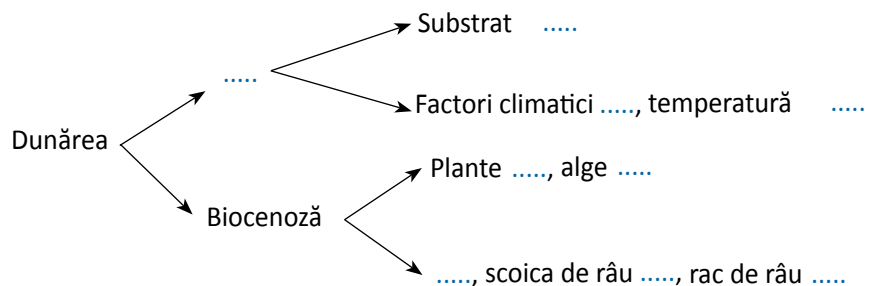 Substrat .....
.....
Factori climatici ....., temperatură .....
Dunărea
Plante ....., alge .....
Biocenoză
....., scoica de râu ....., rac de râu .....